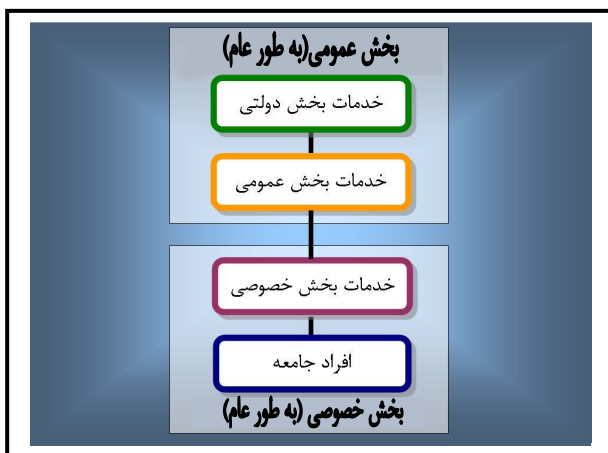 بخش عمومی(به طور عام)
خدمات بخش دولتی
خدمات بخش عمومی
خدمات بخش خصوصی
افراد جامعه
بخش خصوصی (به طور عام)